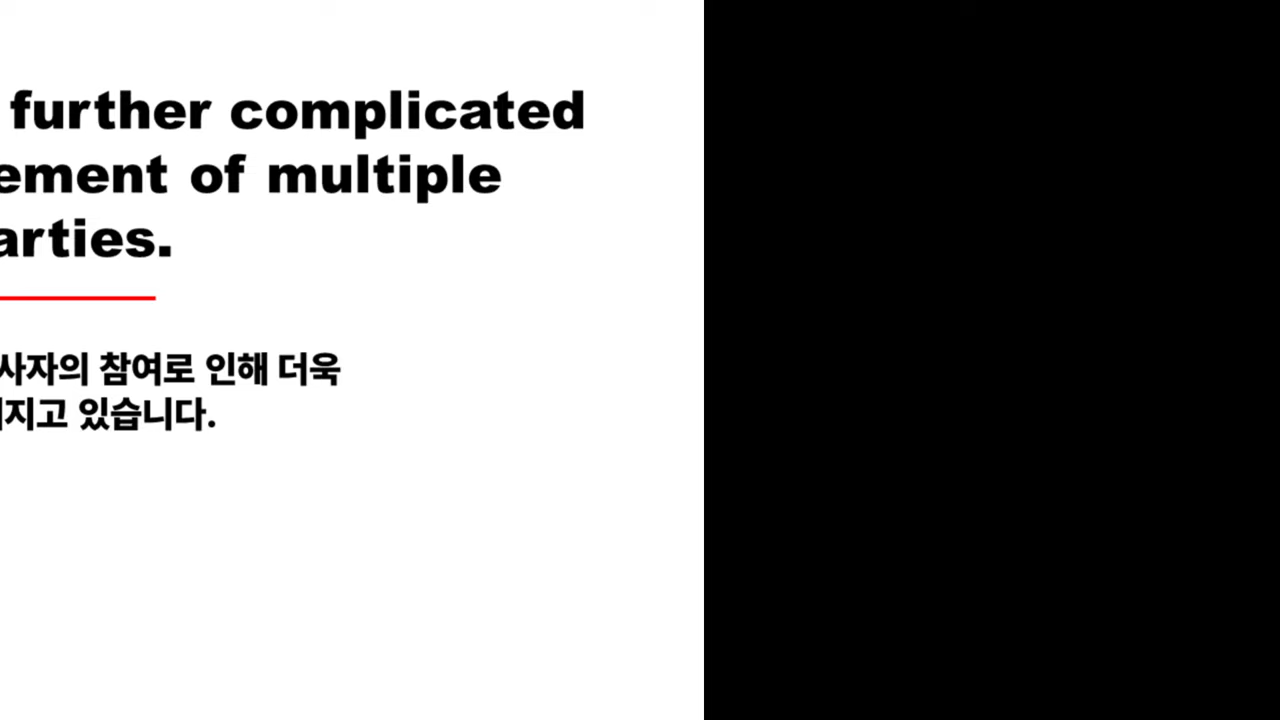 further complicated
ement of multiple
arties.
사자의 참여로 인해 더욱
지고 있습니다.